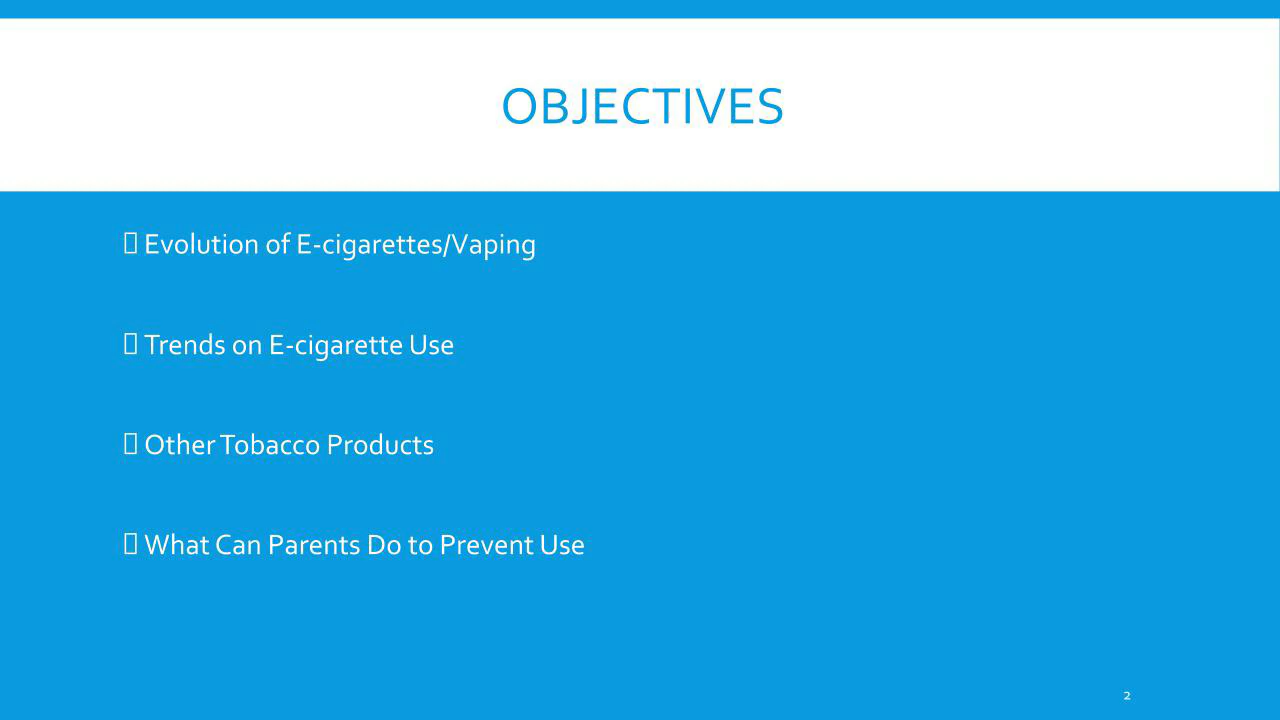 OBJECTIVES
▯ Evolution of E-cigarettes/Vaping
▯ Trends on E-cigarette Use
▯ Other Tobacco Products
▯ What Can Parents Do to Prevent Use
2